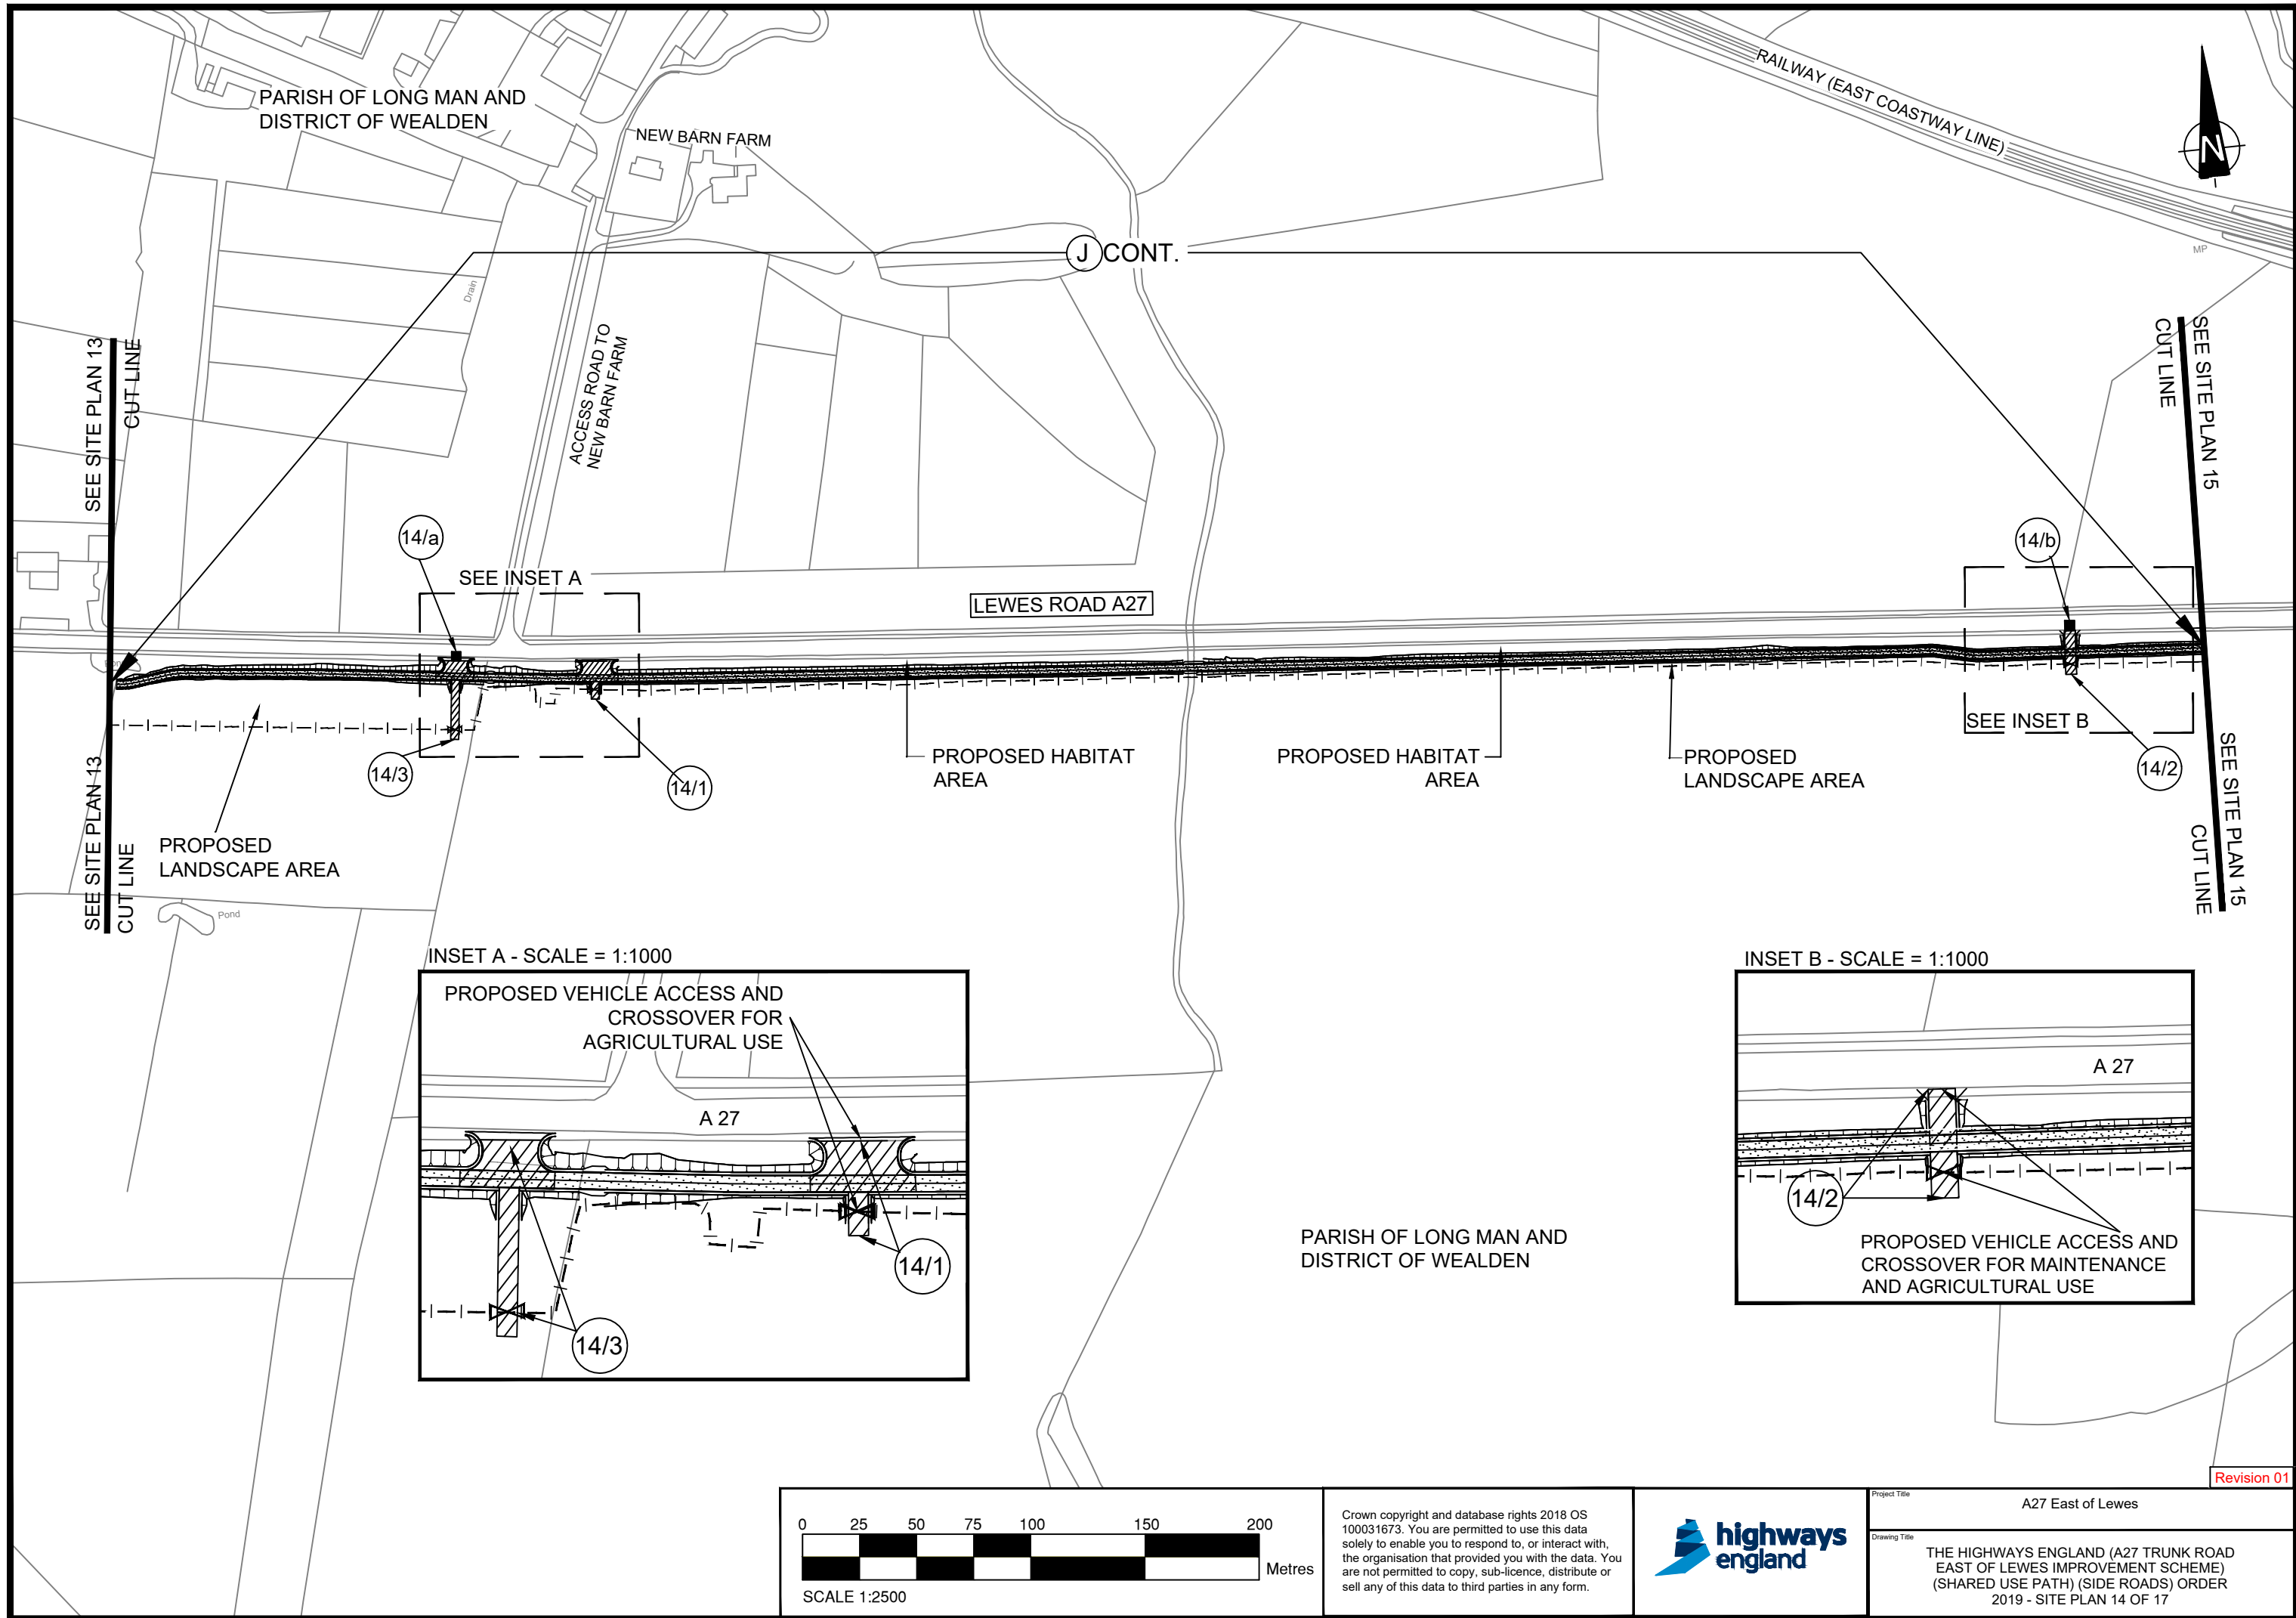 PARISH OF LONG MAN AND
DISTRICT OF WEALDEN
NEW BARN FARM
RAILWAY (EAST COASTWAY LINE)
N
MP
J CONT.
Drain
ACCESS ROAD TO
NEW BARN FARM
SEE SITE PLAN 13
CUT LINE
SEE SITE PLAN 15
CUT LINE
14/a
SEE INSET A
LEWES ROAD A27
14/b
14/3
14/1
PROPOSED HABITAT
AREA
PROPOSED HABITAT
AREA
PROPOSED
LANDSCAPE AREA
SEE INSET B
14/2
SEE SITE PLAN 13
CUT LINE
PROPOSED
LANDSCAPE AREA
SEE SITE PLAN 15
CUT LINE
Pond
INSET A - SCALE = 1:1000
PROPOSED VEHICLE ACCESS AND
CROSSOVER FOR
AGRICULTURAL USE
A 27
14/1
14/3
INSET B - SCALE = 1:1000
A 27
14/2
PROPOSED VEHICLE ACCESS AND
CROSSOVER FOR MAINTENANCE
AND AGRICULTURAL USE
PARISH OF LONG MAN AND
DISTRICT OF WEALDEN
Revision 01
0 25 50 75 100 150 200
Metres
SCALE 1:2500
Crown copyright and database rights 2018 OS
100031673. You are permitted to use this data
solely to enable you to respond to, or interact with,
the organisation that provided you with the data. You
are not permitted to copy, sub-licence, distribute or
sell any of this data to third parties in any form.
highways
england
Project Title
A27 East of Lewes
Drawing Title
THE HIGHWAYS ENGLAND (A27 TRUNK ROAD
EAST OF LEWES IMPROVEMENT SCHEME)
(SHARED USE PATH) (SIDE ROADS) ORDER
2019 - SITE PLAN 14 OF 17